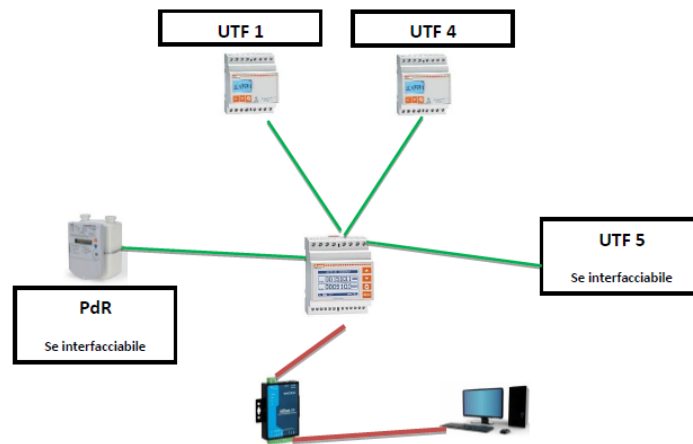 UTF 1
UTF 4
UTF 5
Se interfacciabile
PdR
Se interfacciabile